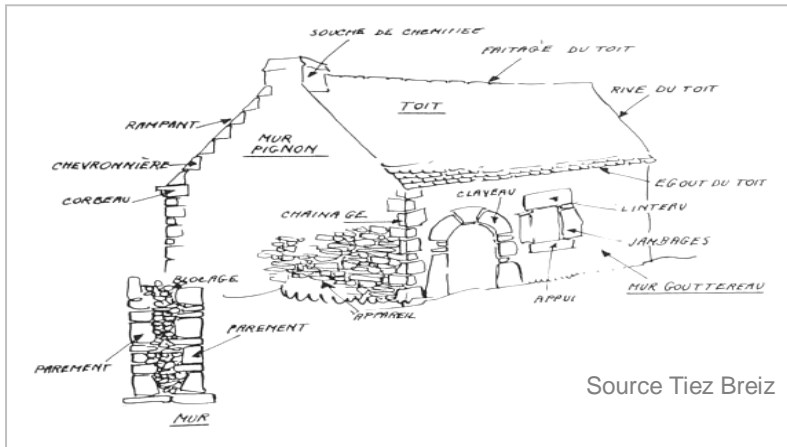 SOUCHE DE CHEMINEE
FAITAGE DU TOIT
RIVE DU TOIT
TOIT
RAMPANT
MUR
PIGNON
CHEVRONNIÈRE
CORBEAU
EGOUT DU TOIT
CLAVEAU
LINTEAU
CHAINAGE
JAMBAGES
BLOCAGE
MUR GOUTTEREAU
APPUI
APPAREIL
PAREMENT
PAREMENT
Source Tiez Breiz
MUR